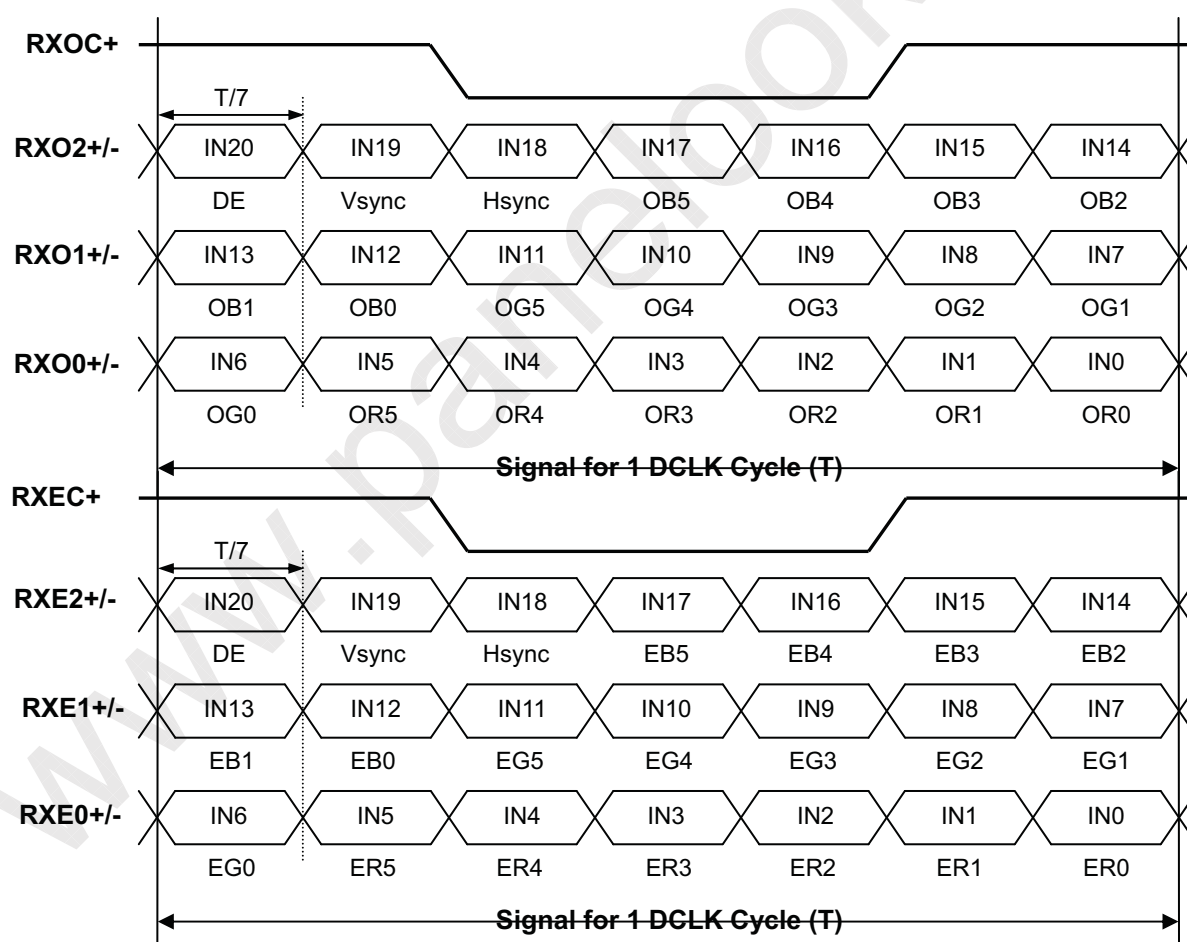 RXOC+
T/7
RXO2+/- IN20 IN19 IN18 IN17 IN16 IN15 IN14
DE Vsync Hsync OB5 OB4 OB3 OB2
RXO1+/- IN13 IN12 IN11 IN10 IN9 IN8 IN7
OB1 OB0 OG5 OG4 OG3 OG2 OG1
RXO0+/- IN6 IN5 IN4 IN3 IN2 IN1 IN0
OG0 OR5 OR4 OR3 OR2 OR1 OR0
Signal for 1 DCLK Cycle (T)
RXEC+
T/7
RXE2+/- IN20 IN19 IN18 IN17 IN16 IN15 IN14
DE Vsync Hsync EB5 EB4 EB3 EB2
RXE1+/- IN13 IN12 IN11 IN10 IN9 IN8 IN7
EB1 EB0 EG5 EG4 EG3 EG2 EG1
RXE0+/- IN6 IN5 IN4 IN3 IN2 IN1 IN0
EG0 ER5 ER4 ER3 ER2 ER1 ER0
Signal for 1 DCLK Cycle (T)
www.panelook